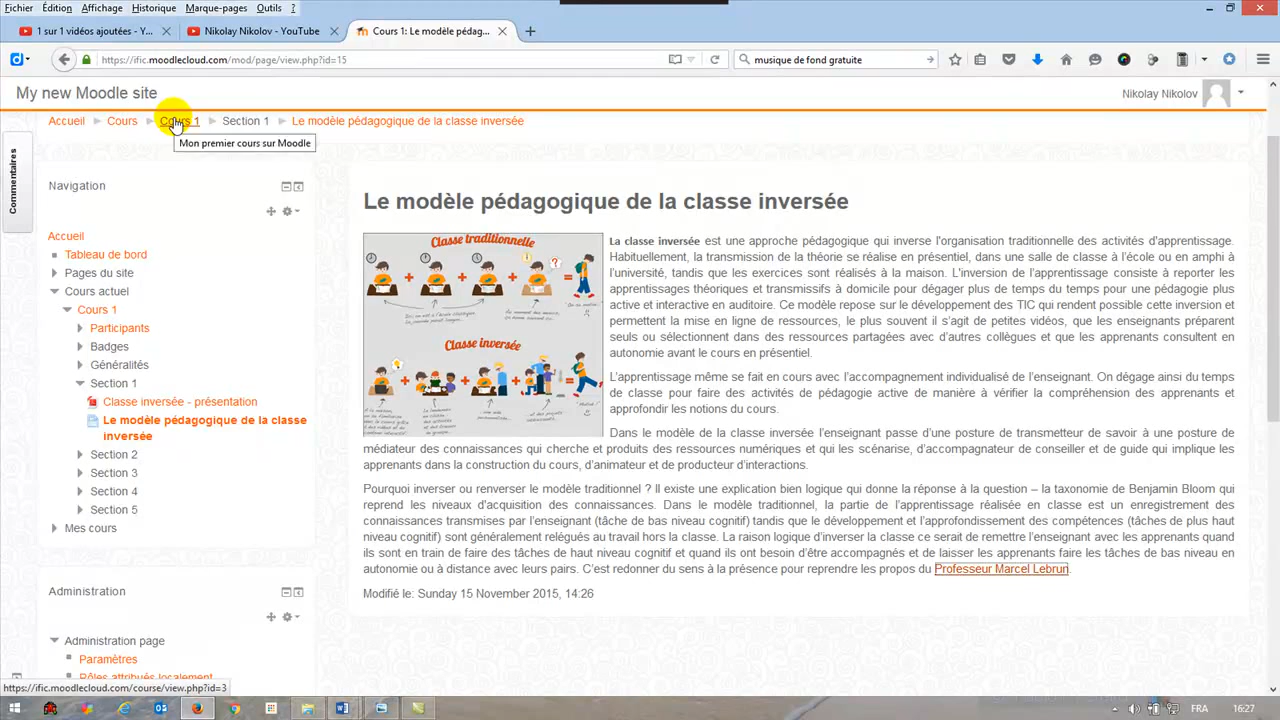 Fichier Édition Affichage Historique Marque-pages Outils ?
1 sur 1 vidéos ajoutées - Y...
Nikolay Nikolov - YouTube
Cours 1: Le modèle pédag...
https://ific.moodlecloud.com/mod/page/view.php?id=15
musique de fond gratuite
My new Moodle site
Nikolay Nikolov
Accueil Cours Cours 1 Section 1 Le modèle pédagogique de la classe inversée
Mon premier cours sur Moodle
Commentaires
Navigation
Accueil
Tableau de bord
Pages du site
Cours actuel
Cours 1
Participants
Badges
Généralités
Section 1
Classe inversée - présentation
Le modèle pédagogique de la classe
inversée
Section 2
Section 3
Section 4
Section 5
Mes cours
Administration
Administration page
Paramètres
Rôles attribués localement
Le modèle pédagogique de la classe inversée
Classe traditionnelle
Classe inversée
La classe inversée est une approche pédagogique qui inverse l'organisation traditionnelle des activités d'apprentissage.
Habituellement, la transmission de la théorie se réalise en présentiel, dans une salle de classe à l'école ou en amphi à
l'université, tandis que les exercices sont réalisés à la maison. L'inversion de l'apprentissage consiste à reporter les
apprentissages théoriques et transmissifs à domicile pour dégager plus de temps du temps pour une pédagogie plus
active et interactive en auditoire. Ce modèle repose sur le développement des TIC qui rendent possible cette inversion et
permettent la mise en ligne de ressources, le plus souvent il s'agit de petites vidéos, que les enseignants préparent
seuls ou sélectionnent dans des ressources partagées avec d'autres collègues et que les apprenants consultent en
autonomie avant le cours en présentiel.
L'apprentissage même se fait en cours avec l'accompagnement individualisé de l'enseignant. On dégage ainsi du temps
de classe pour faire des activités de pédagogie active de manière à vérifier la compréhension des apprenants et
approfondir les notions du cours.
Dans le modèle de la classe inversée l'enseignant passe d'une posture de transmetteur de savoir à une posture de
médiateur des connaissances qui cherche et produits des ressources numériques et qui les scénarise, d'accompagnateur de conseiller et de guide qui implique les
apprenants dans la construction du cours, d'animateur et de producteur d'interactions.
Pourquoi inverser ou renverser le modèle traditionnel ? Il existe une explication bien logique qui donne la réponse à la question – la taxonomie de Benjamin Bloom qui
reprend les niveaux d'acquisition des connaissances. Dans le modèle traditionnel, la partie de l'apprentissage réalisée en classe est un enregistrement des
connaissances transmises par l'enseignant (tâche de bas niveau cognitif) tandis que le développement et l'approfondissement des compétences (tâches de plus haut
niveau cognitif) sont généralement relégués au travail hors la classe. La raison logique d'inverser la classe ce serait de remettre l'enseignant avec les apprenants quand
ils sont en train de faire des tâches de haut niveau cognitif et quand ils ont besoin d'être accompagnés et de laisser les apprenants faire les tâches de bas niveau en
autonomie ou à distance avec leurs pairs. C'est redonner du sens à la présence pour reprendre les propos du Professeur Marcel Lebrun.
Modifié le: Sunday 15 November 2015, 14:26
https://ific.moodlecloud.com/course/view.php?id=3
FRA 16:27